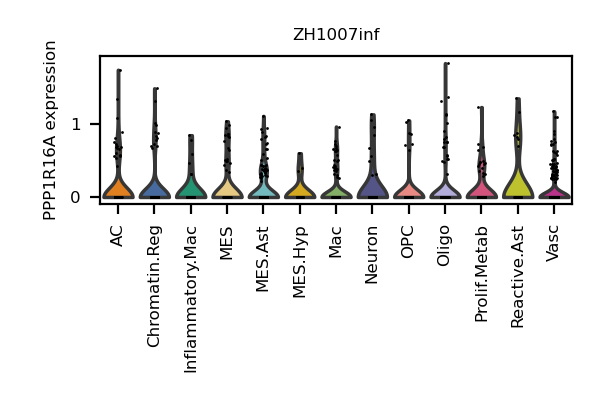 ZH1007inf
PPP1R16A expression
1
0
AC
Chromatin.Reg
Inflammatory.Mac
MES
MES.Ast
MES.Hyp
Mac
Neuron
OPC
Oligo
Prolif.Metab
Reactive.Ast
Vasc